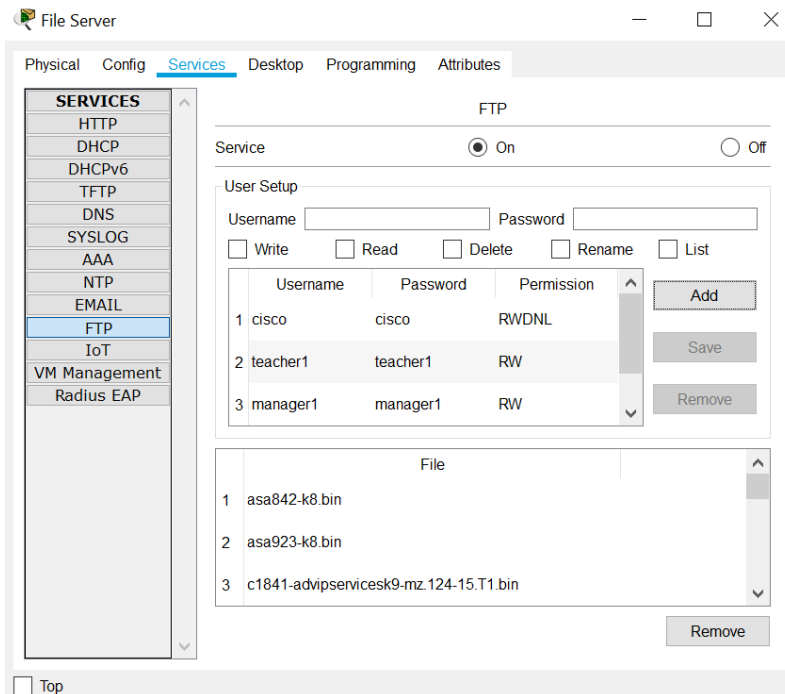 File Server
Physical Config Services Desktop Programming Attributes
SERVICES
HTTP
DHCP
DHCPv6
TFTP
DNS
SYSLOG
AAA
NTP
EMAIL
FTP
IoT
VM Management
Radius EAP
FTP
Service On Off
User Setup
Username Password
Write Read Delete Rename List
Username Password Permission
1 cisco cisco RWDNL
2 teacher1 teacher1 RW
3 manager1 manager1 RW
Add
Save
Remove
File
1 asa842-k8.bin
2 asa923-k8.bin
3 c1841-advipservicesk9-mz.124-15.T1.bin
Remove
Top